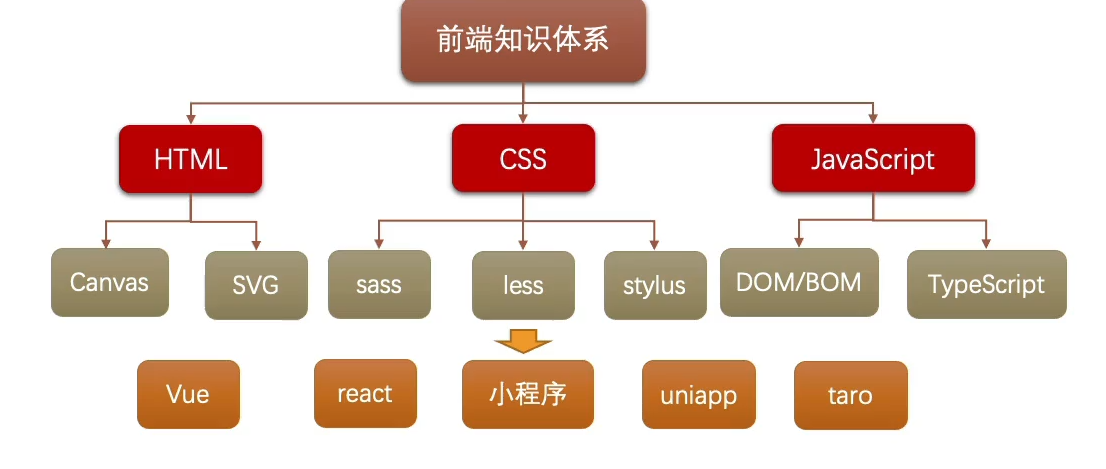 前端知识体系
HTML
CSS
JavaScript
Canvas
SVG
sass
less
stylus
DOM/BOM
TypeScript
Vue
react
小程序
uniapp
taro